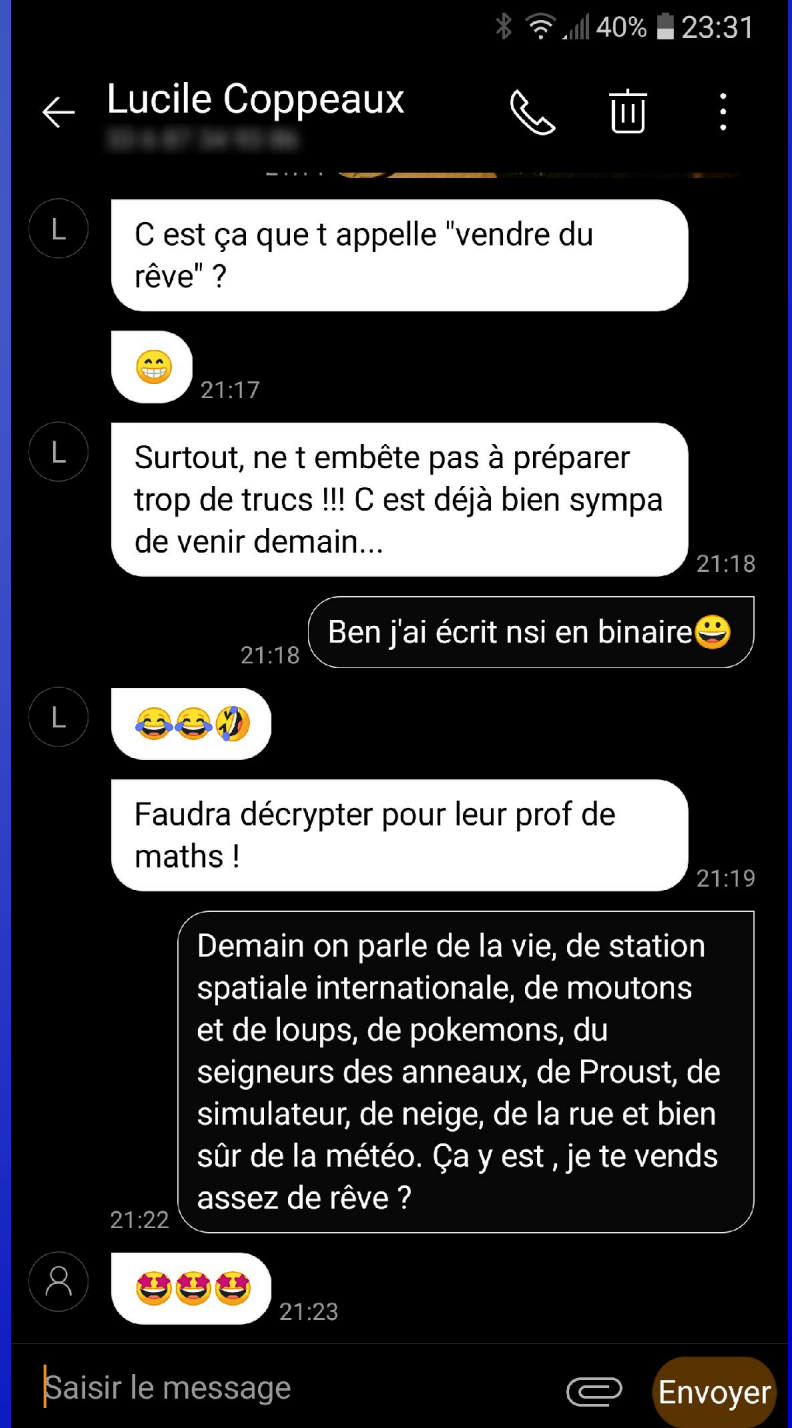 40% 23:31
Lucile Coppeaux
L
C est ça que t appelle "vendre du
rêve" ?
21:17
L
Surtout, ne t embête pas à préparer
trop de trucs !!! C est déjà bien sympa
de venir demain...
21:18
Ben j'ai écrit nsi en binaire😀
21:18
L
😂😂🤣
Faudra décrypter pour leur prof de
maths !
21:19
Demain on parle de la vie, de station
spatiale internationale, de moutons
et de loups, de pokemons, du
seigneurs des anneaux, de Proust, de
simulateur, de neige, de la rue et bien
sûr de la météo. Ça y est , je te vends
assez de rêve ?
21:22
🤩🤩🤩
21:23
Saisir le message
Envoyer